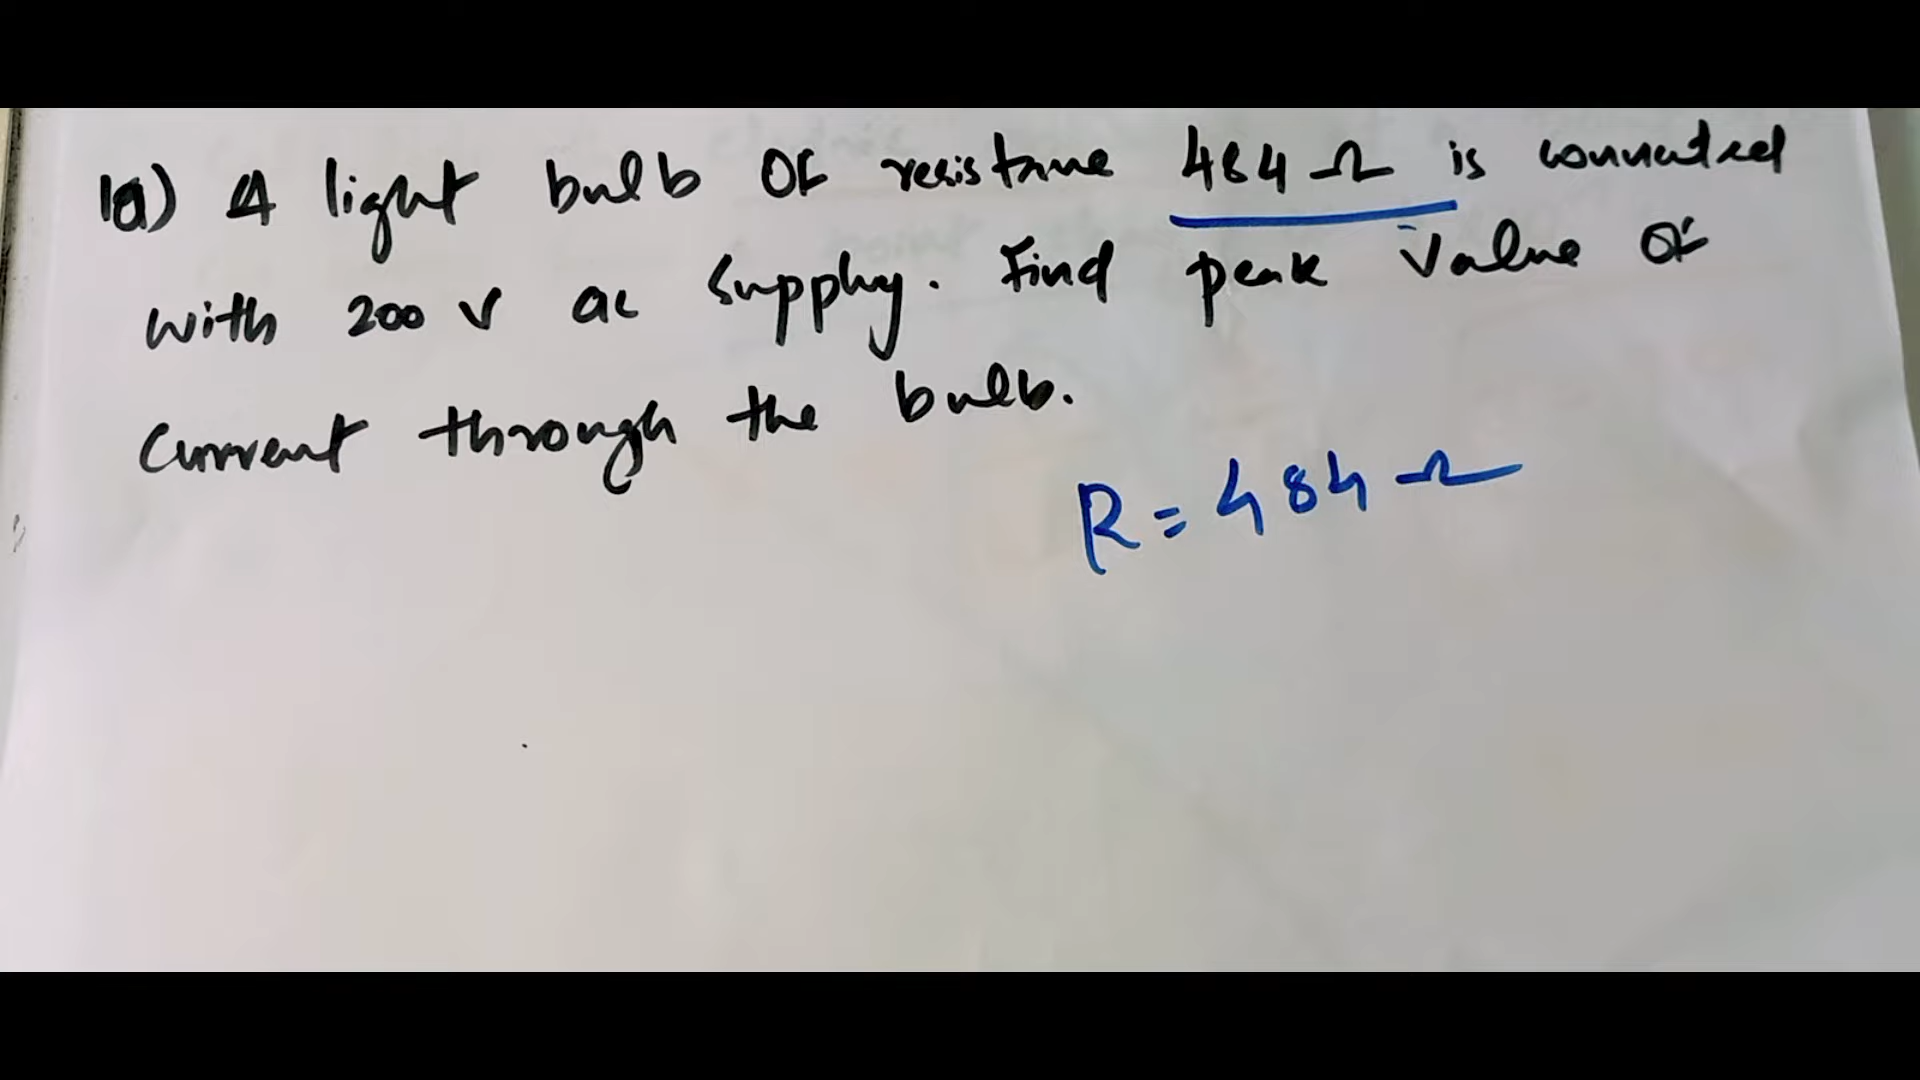 1a) A light bulb of resistance 484 Ω is connected
with 200 V ac supply. Find peak value of
current through the bulb.
R = 484 Ω